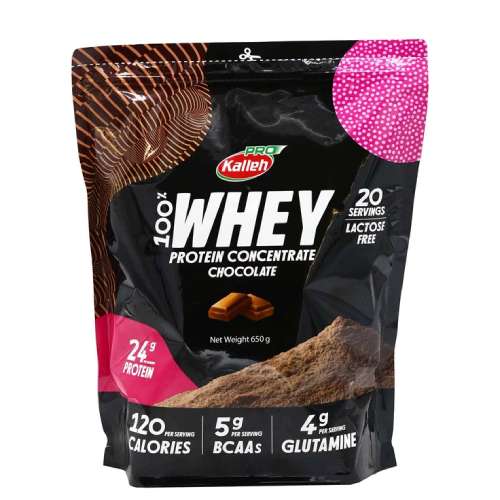 PRO
Kalleh
100%
WHEY
PROTEIN CONCENTRATE
CHOCOLATE
20
SERVINGS
LACTOSE
FREE
Net Weight 650 g
24g
PROTEIN
120 PER SERVING
CALORIES
5g PER SERVING
BCAAs
4g PER SERVING
GLUTAMINE